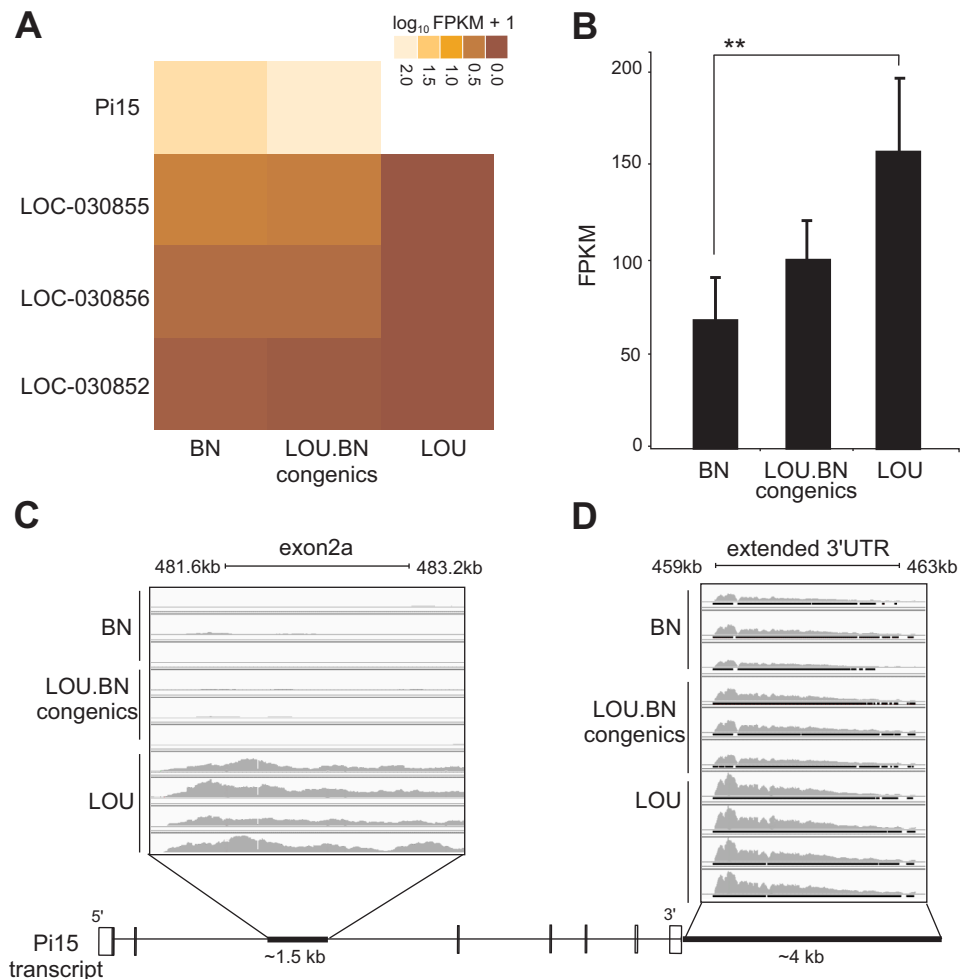 A
log10 FPKM + 1
2.0
1.5
1.0
0.5
0.0
Pi15
LOC-030855
LOC-030856
LOC-030852
BN
LOU.BN
congenics
LOU
B
**
FPKM
200
150
100
50
0
BN
LOU.BN
congenics
LOU
C
exon2a
481.6kb
483.2kb
BN
LOU.BN
congenics
LOU
D
extended 3'UTR
459kb
463kb
BN
LOU.BN
congenics
LOU
5'
3'
Pi15
transcript
~1.5 kb
~4 kb